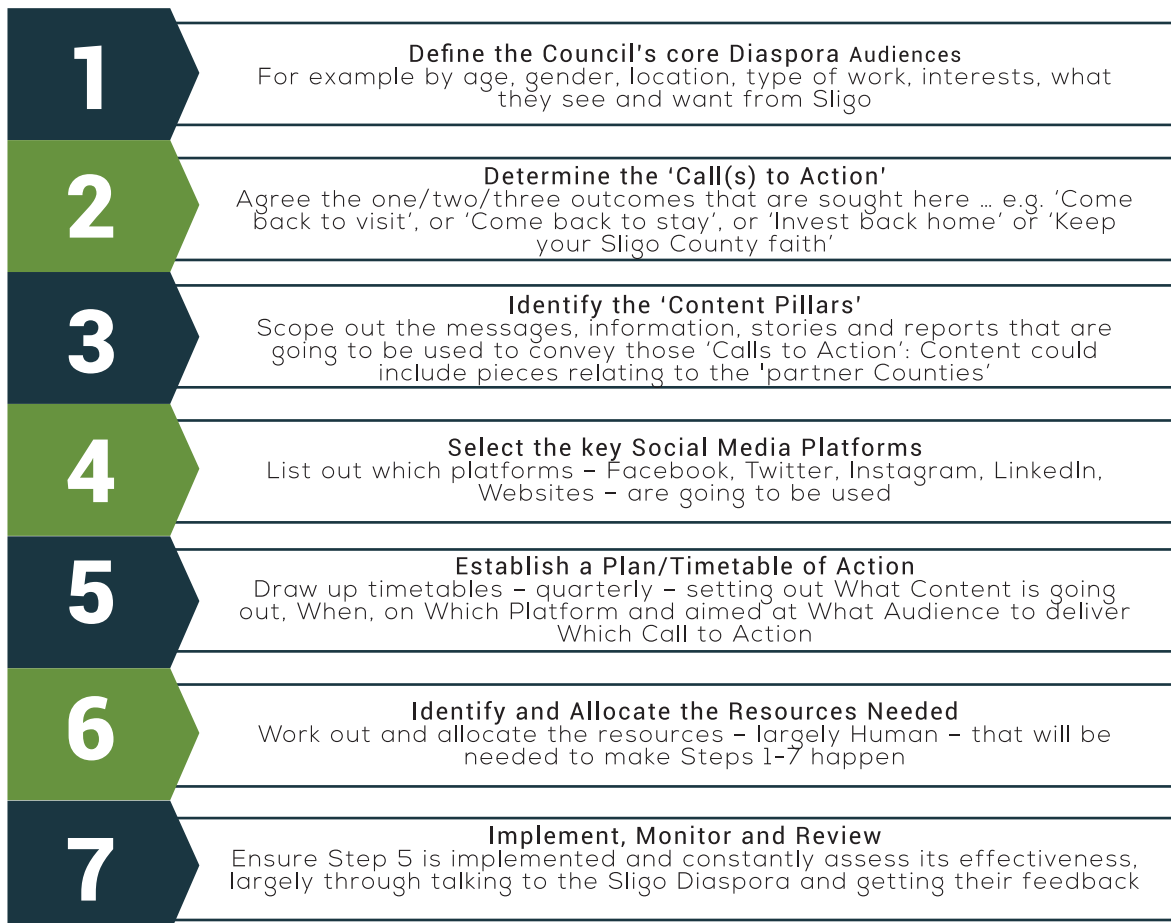 1
Define the Council's core Diaspora Audiences
For example by age, gender, location, type of work, interests, what
they see and want from Sligo
2
Determine the ‘Call(s) to Action’
Agree the one/two/three outcomes that are sought here ... e.g. ‘Come
back to visit’, or ‘Come back to stay’, or ‘Invest back home’ or ‘Keep
your Sligo County faith’
3
Identify the ‘Content Pillars’
Scope out the messages, information, stories and reports that are
going to be used to convey those ‘Calls to Action’: Content could
include pieces relating to the 'partner Counties’
4
Select the key Social Media Platforms
List out which platforms – Facebook, Twitter, Instagram, LinkedIn,
Websites – are going to be used
5
Establish a Plan/Timetable of Action
Draw up timetables – quarterly – setting out What Content is going
out, When, on Which Platform and aimed at What Audience to deliver
Which Call to Action
6
Identify and Allocate the Resources Needed
Work out and allocate the resources – largely Human – that will be
needed to make Steps 1-7 happen
7
Implement, Monitor and Review
Ensure Step 5 is implemented and constantly assess its effectiveness,
largely through talking to the Sligo Diaspora and getting their feedback